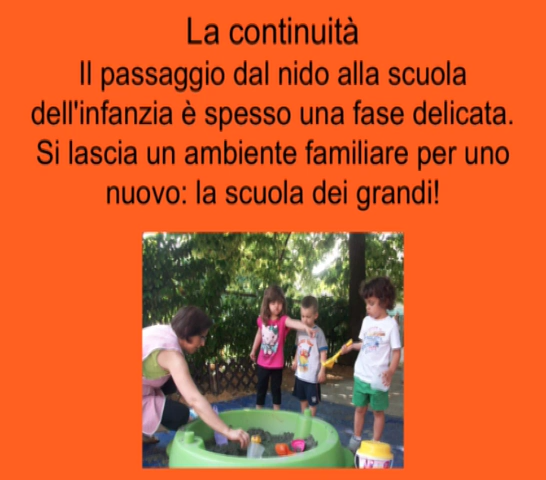 La continuità
Il passaggio dal nido alla scuola
dell'infanzia è spesso una fase delicata.
Si lascia un ambiente familiare per uno
nuovo: la scuola dei grandi!